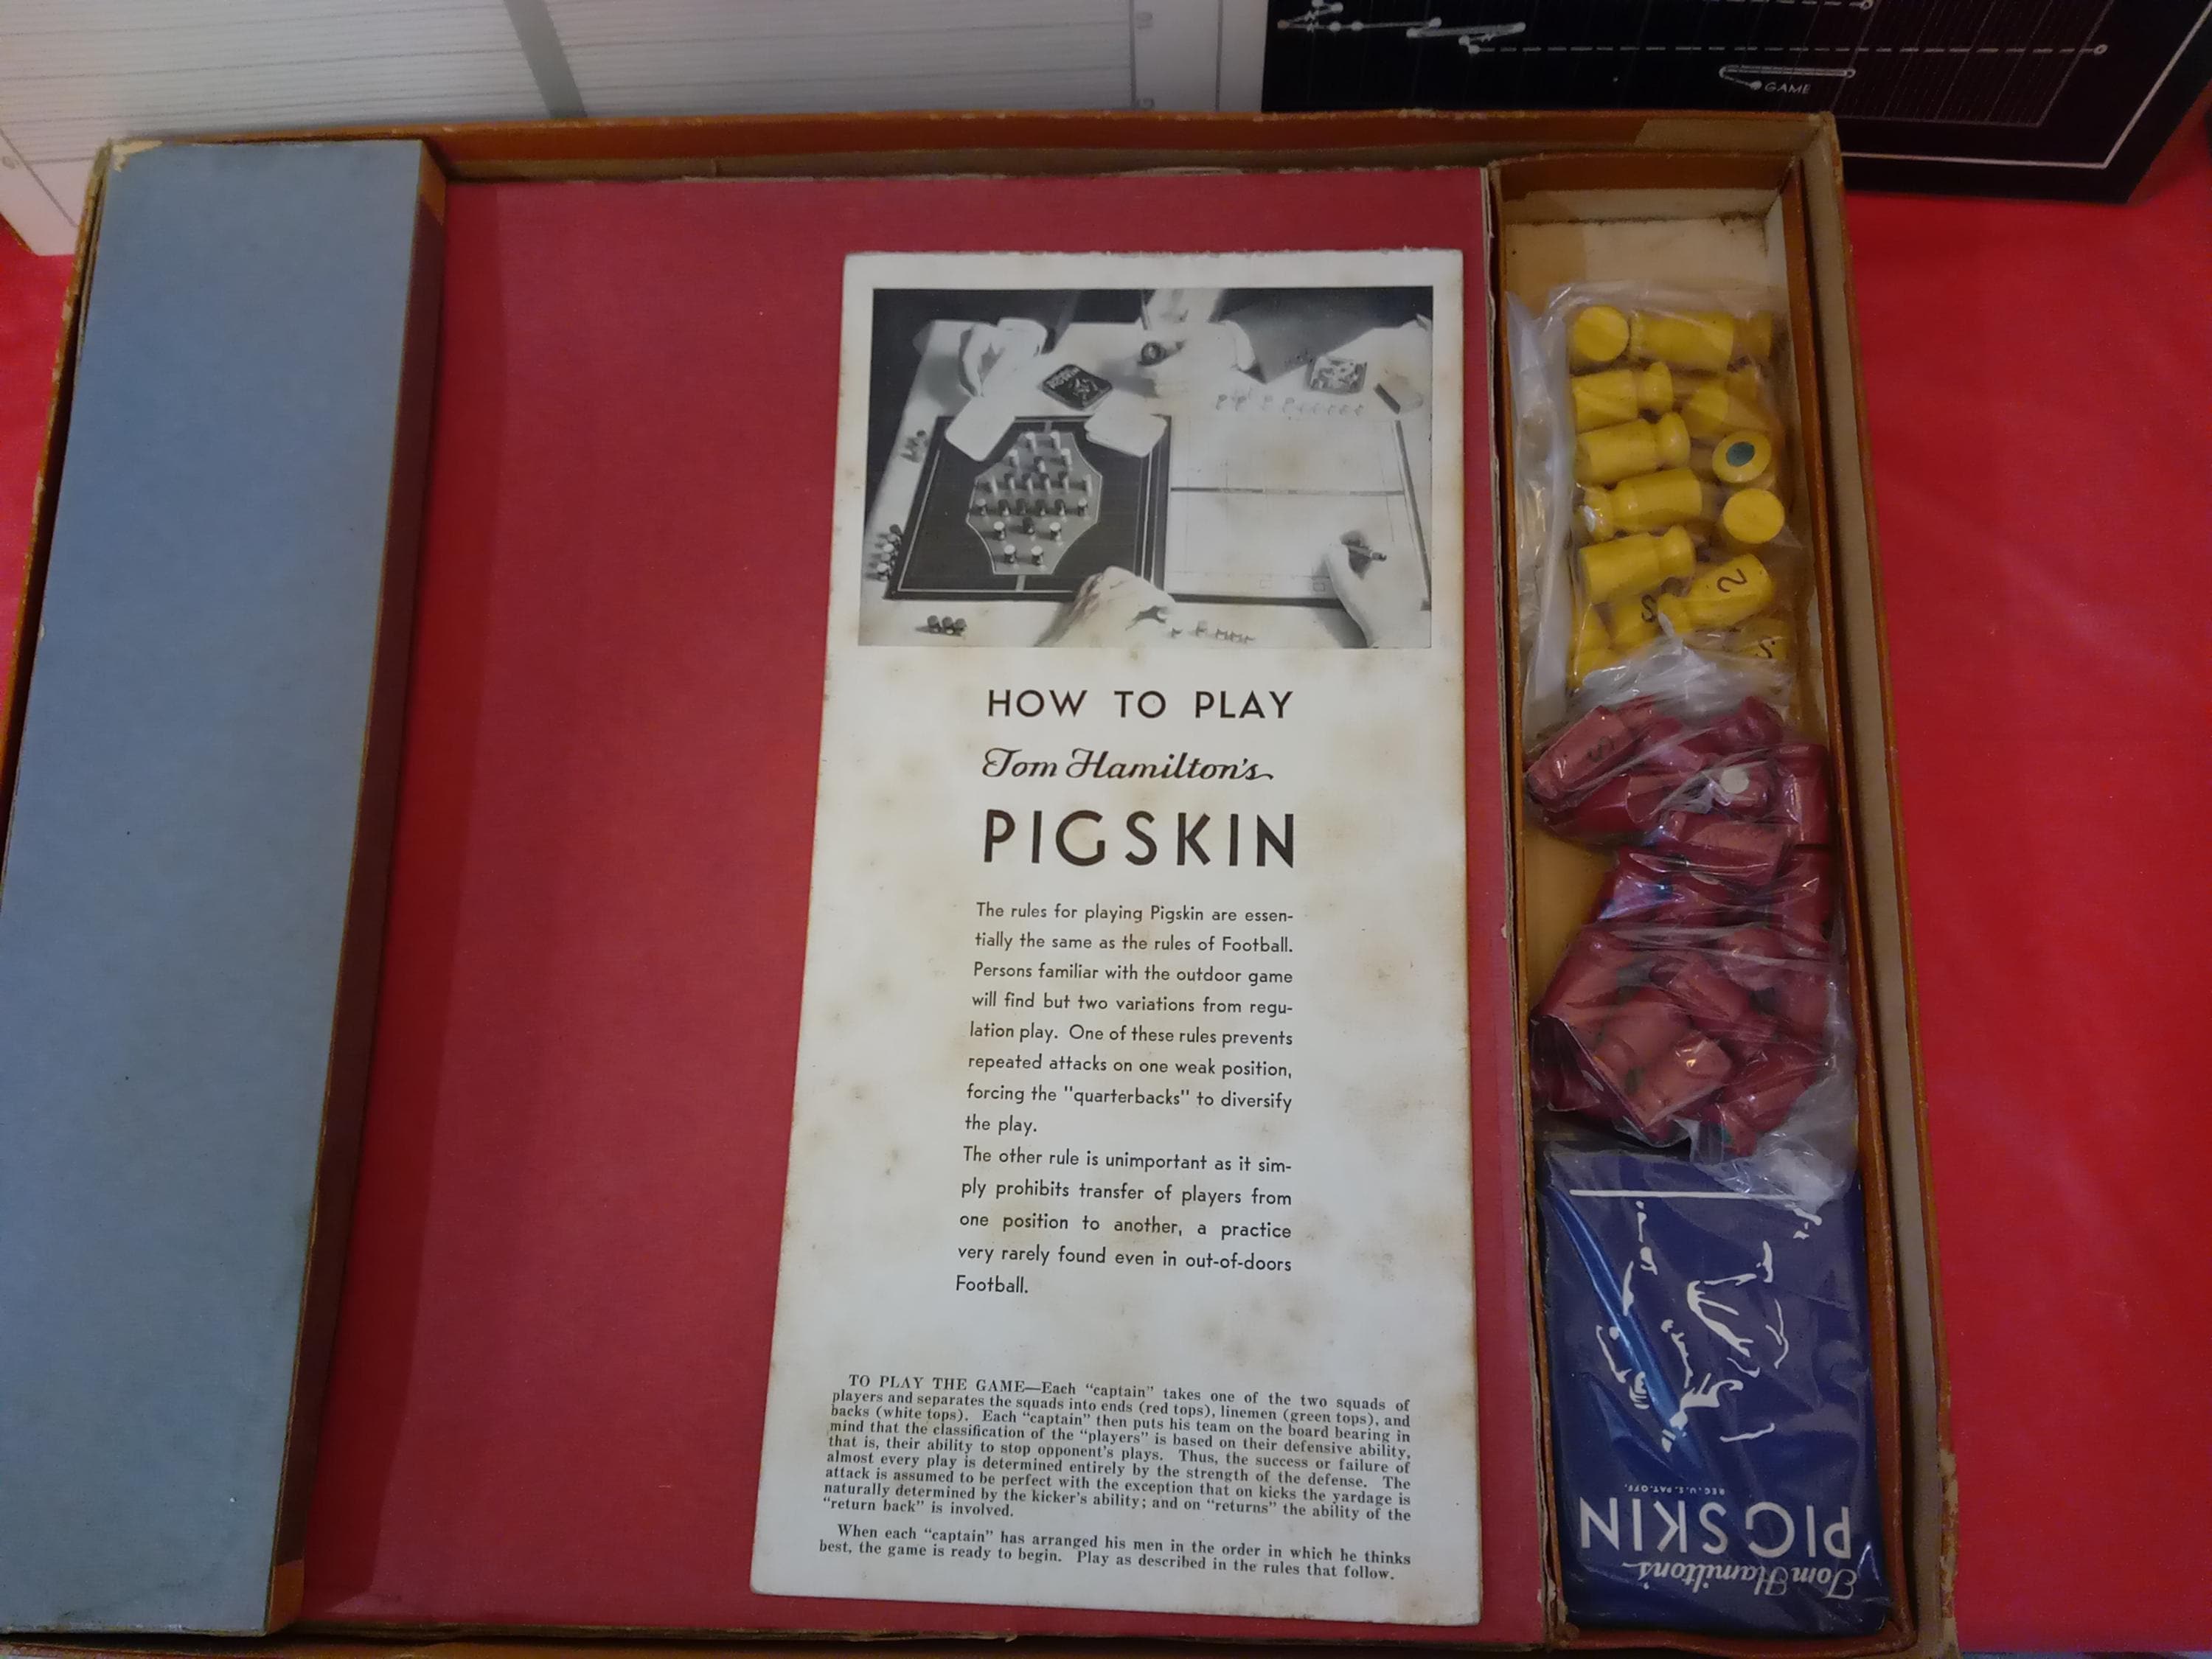 GAME
HOW TO PLAY
Tom Hamilton's
PIGSKIN
The rules for playing Pigskin are essen-
tially the same as the rules of Football.
Persons familiar with the outdoor game
will find but two variations from regu-
lation play. One of these rules prevents
repeated attacks on one weak position,
forcing the "quarterbacks" to diversify
the play.
The other rule is unimportant as it sim-
ply prohibits transfer of players from
one position to another, a practice
very rarely found even in out-of-doors
Football.
TO PLAY THE GAME—Each "captain" takes one of the two squads of
players and separates the squads into ends (red tops), linemen (green tops), and
backs (white tops). Each "captain" then puts his team on the board bearing in
mind that the classification of the "players" is based on their defensive ability,
that is, their ability to stop opponent's plays. Thus, the success or failure of
almost every play is determined entirely by the strength of the defense. The
attack is assumed to be perfect with the exception that on kicks the yardage is
naturally determined by the kicker's ability; and on "returns" the ability of the
"return back" is involved.
When each "captain" has arranged his men in the order in which he thinks
best, the game is ready to begin. Play as described in the rules that follow.
2
S
S
S
Tom Hamilton's
PIGSKIN
REG. U.S. PAT. OFF.